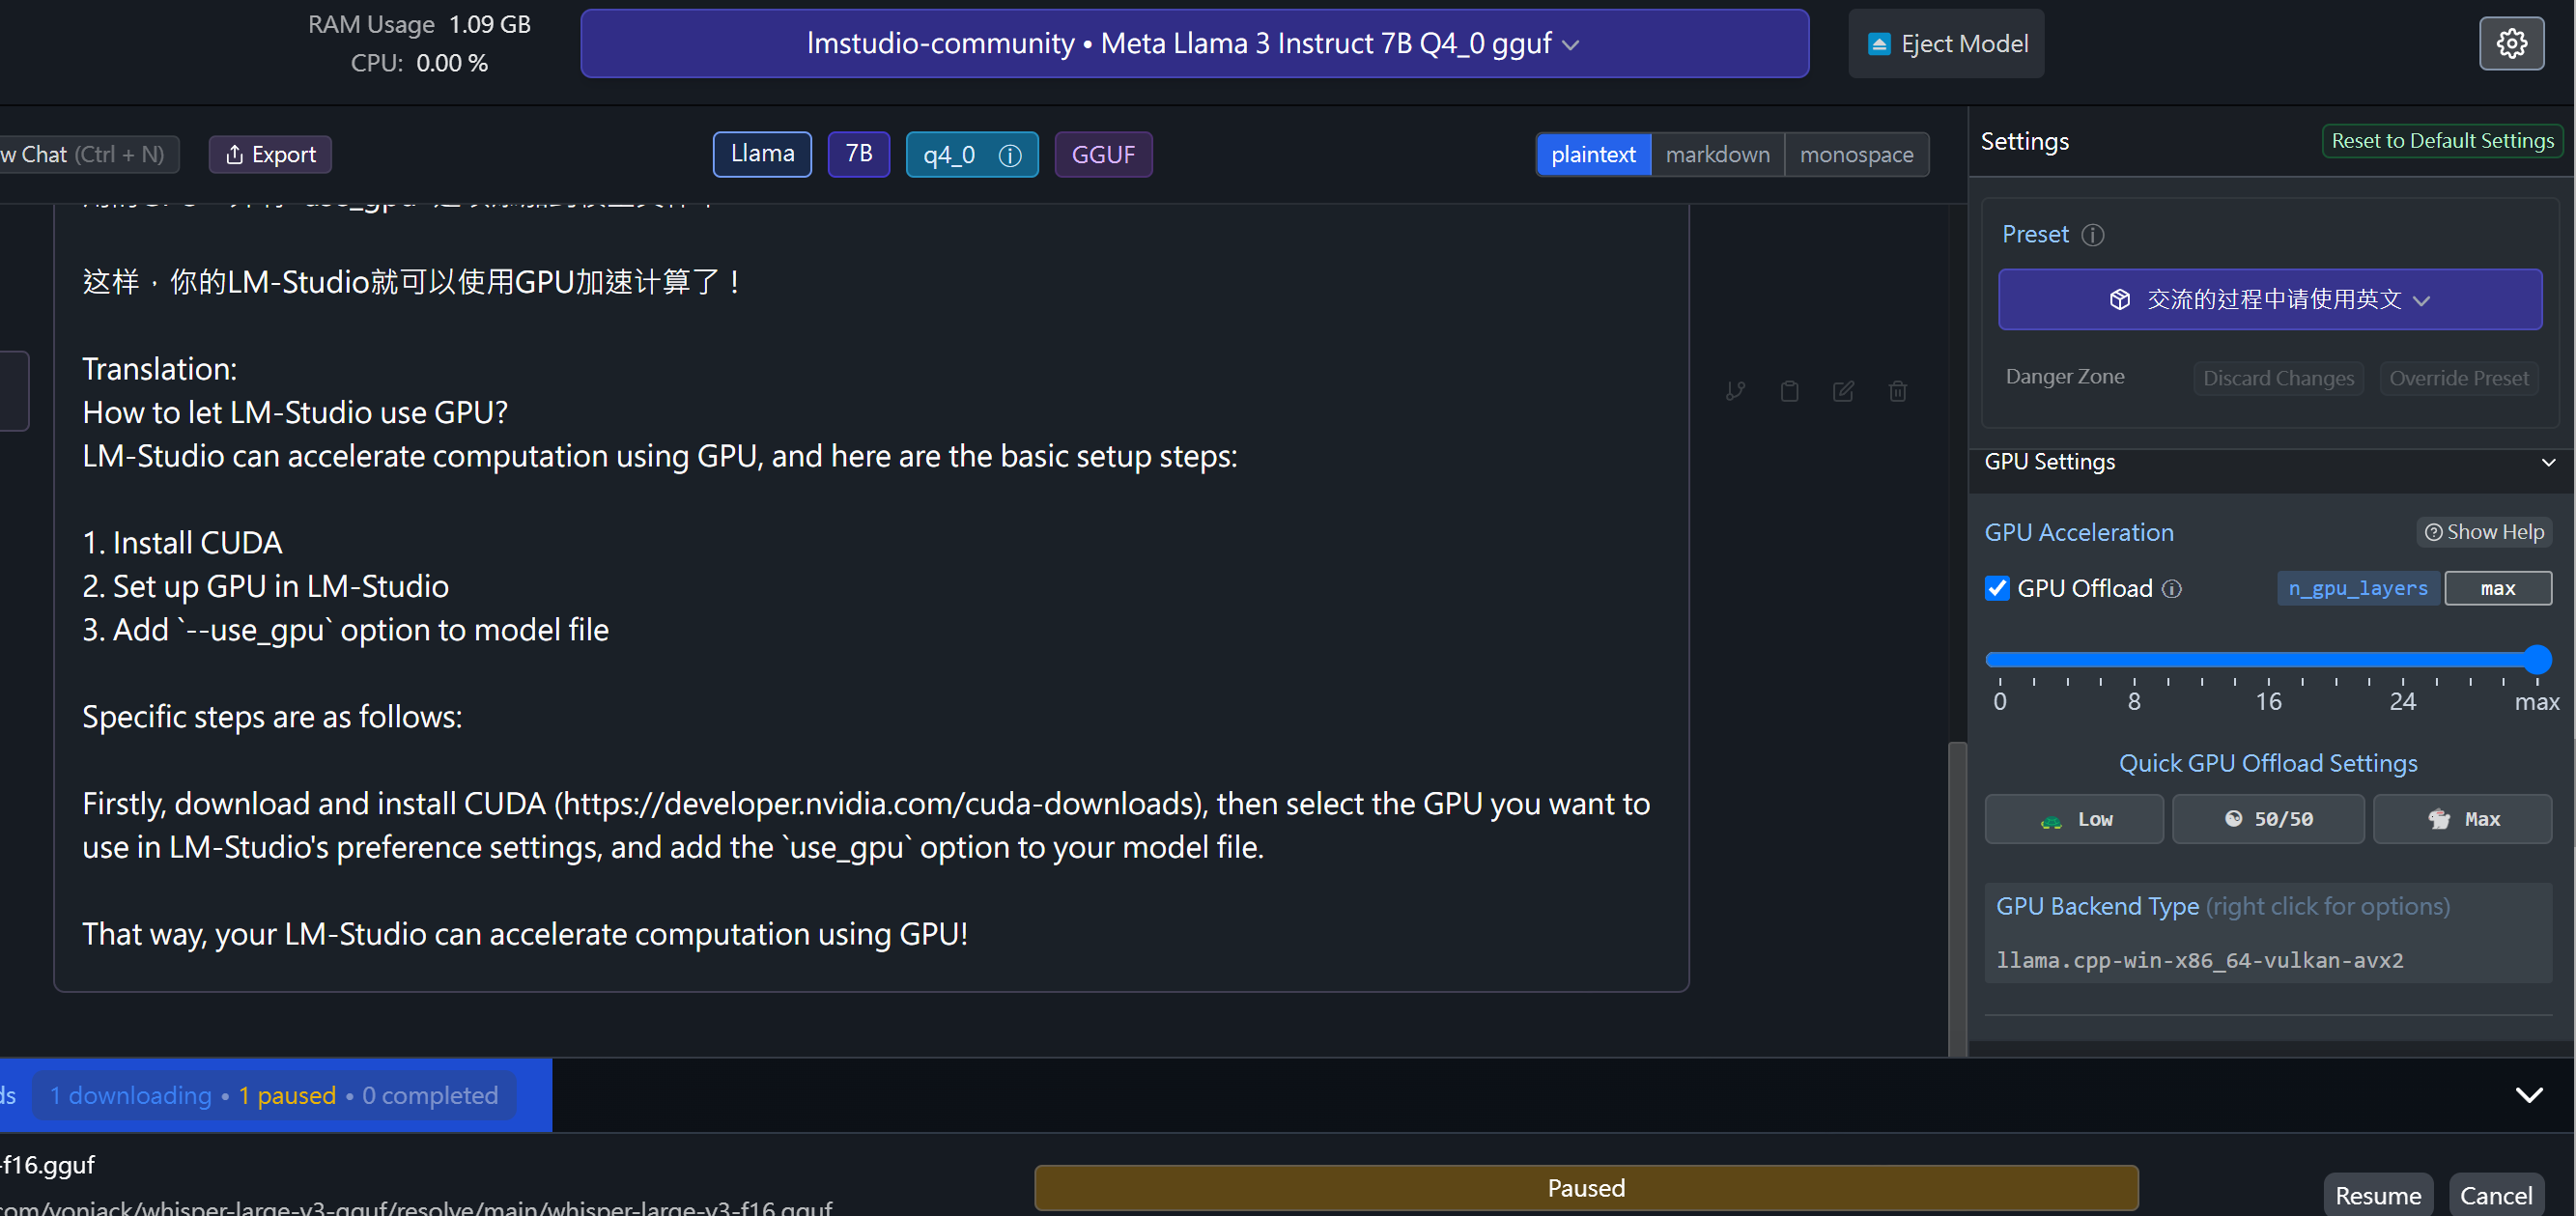 RAM Usage 1.09 GB
CPU: 0.00 %
lmstudio-community • Meta Llama 3 Instruct 7B Q4_0 gguf
Eject Model
w Chat (Ctrl + N)
Export
Llama
7B
q4_0
GGUF
plaintext
markdown
monospace
这样，你的LM-Studio就可以使用GPU加速计算了！
Translation:
How to let LM-Studio use GPU?
LM-Studio can accelerate computation using GPU, and here are the basic setup steps:
1. Install CUDA
2. Set up GPU in LM-Studio
3. Add `--use_gpu` option to model file
Specific steps are as follows:
Firstly, download and install CUDA (https://developer.nvidia.com/cuda-downloads), then select the GPU you want to
use in LM-Studio's preference settings, and add the `use_gpu` option to your model file.
That way, your LM-Studio can accelerate computation using GPU!
Settings
Reset to Default Settings
Preset
交流的过程中请使用英文
Danger Zone
Discard Changes
Override Preset
GPU Settings
GPU Acceleration
Show Help
GPU Offload
n_gpu_layers
max
0 8 16 24 max
Quick GPU Offload Settings
Low
50/50
Max
GPU Backend Type (right click for options)
llama.cpp-win-x86_64-vulkan-avx2
ds
1 downloading • 1 paused • 0 completed
-f16.gguf
com/vonjack/whisper-large-v3-gguf/resolve/main/whisper-large-v3-f16.gguf
Paused
Resume
Cancel